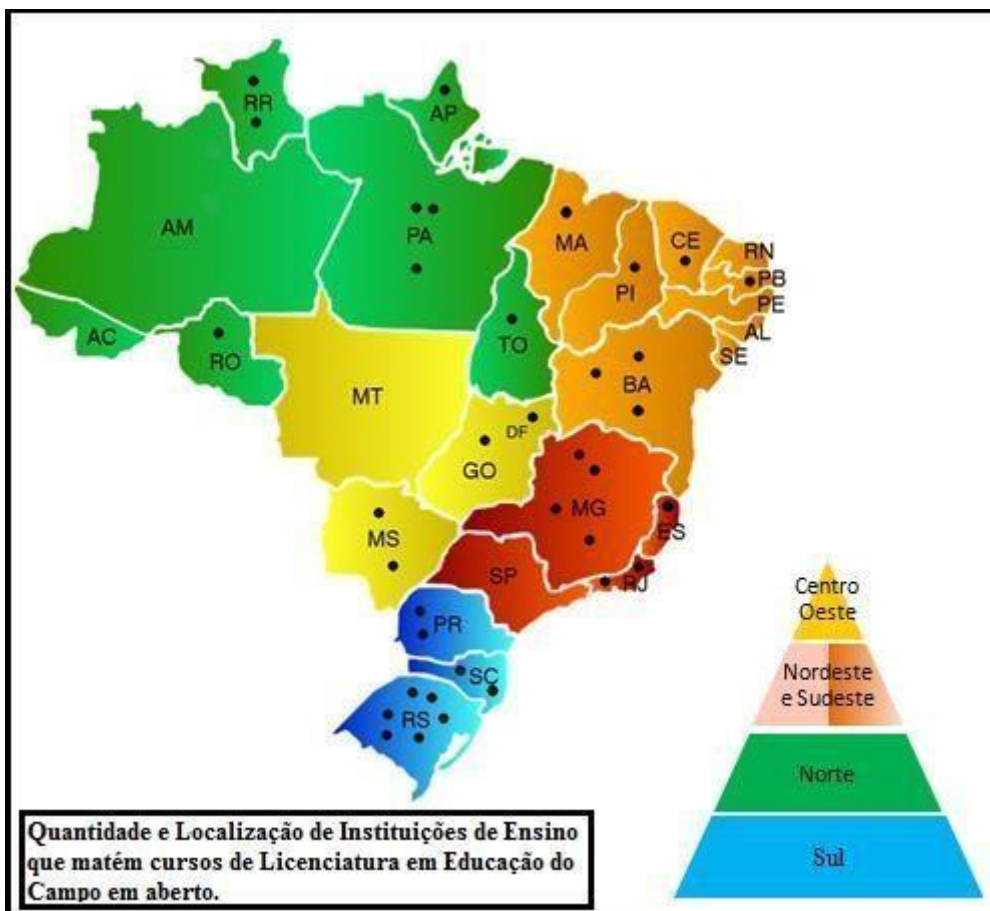 RR
AP
AM
PA
MA
CE
RN
PB
PI
PE
AL
SE
AC
RO
TO
BA
MT
DF
GO
MG
ES
MS
SP
RJ
PR
SC
RS
Centro
Oeste
Nordeste
e Sudeste
Norte
Sul
Quantidade e Localização de Instituições de Ensino
que matém cursos de Licenciatura em Educação do
Campo em aberto.